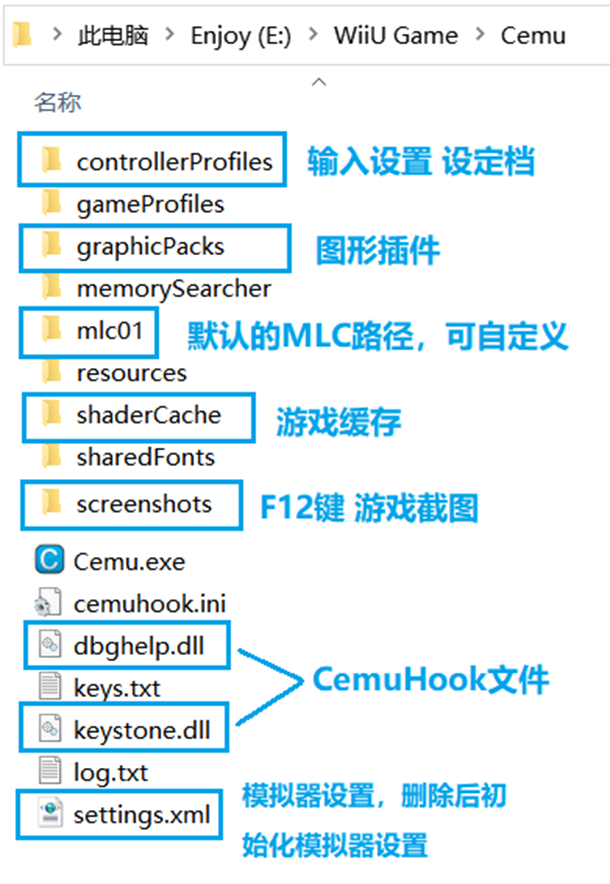 此电脑 > Enjoy (E:) > WiiU Game > Cemu
名称
controllerProfiles 输入设置 设定档
gameProfiles
graphicPacks 图形插件
memorySearcher
mlc01 默认的MLC路径，可自定义
resources
shaderCache 游戏缓存
sharedFonts
screenshots F12键 游戏截图
Cemu.exe
cemuhook.ini
dbghelp.dll
keys.txt CemuHook文件
keystone.dll
log.txt
settings.xml 模拟器设置，删除后初
始化模拟器设置